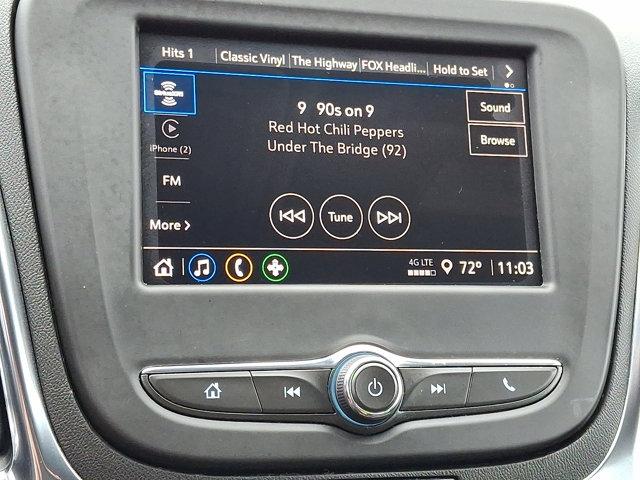 Hits 1 Classic Vinyl The Highway FOX Headli... Hold to Set
SiriusXM
9 90s on 9
Sound
Red Hot Chili Peppers
iPhone (2)
Under The Bridge (92)
Browse
FM
More
Tune
4G LTE
72° 11:03